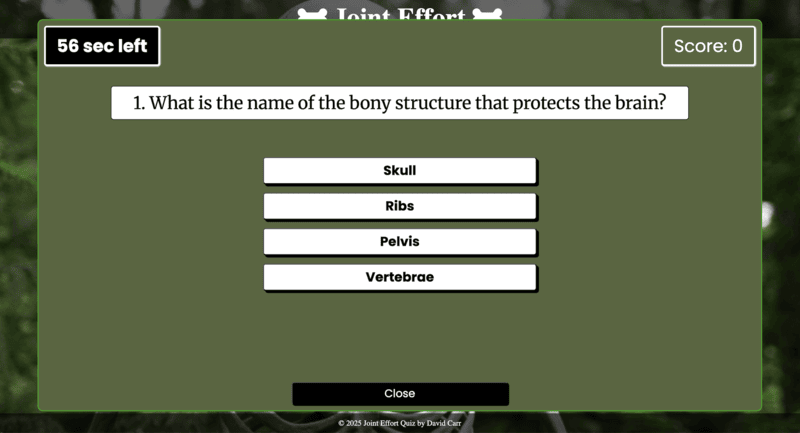 Joint Effort
56 sec left
Score: 0
1. What is the name of the bony structure that protects the brain?
Skull
Ribs
Pelvis
Vertebrae
Close
© 2025 Joint Effort Quiz by David Carr